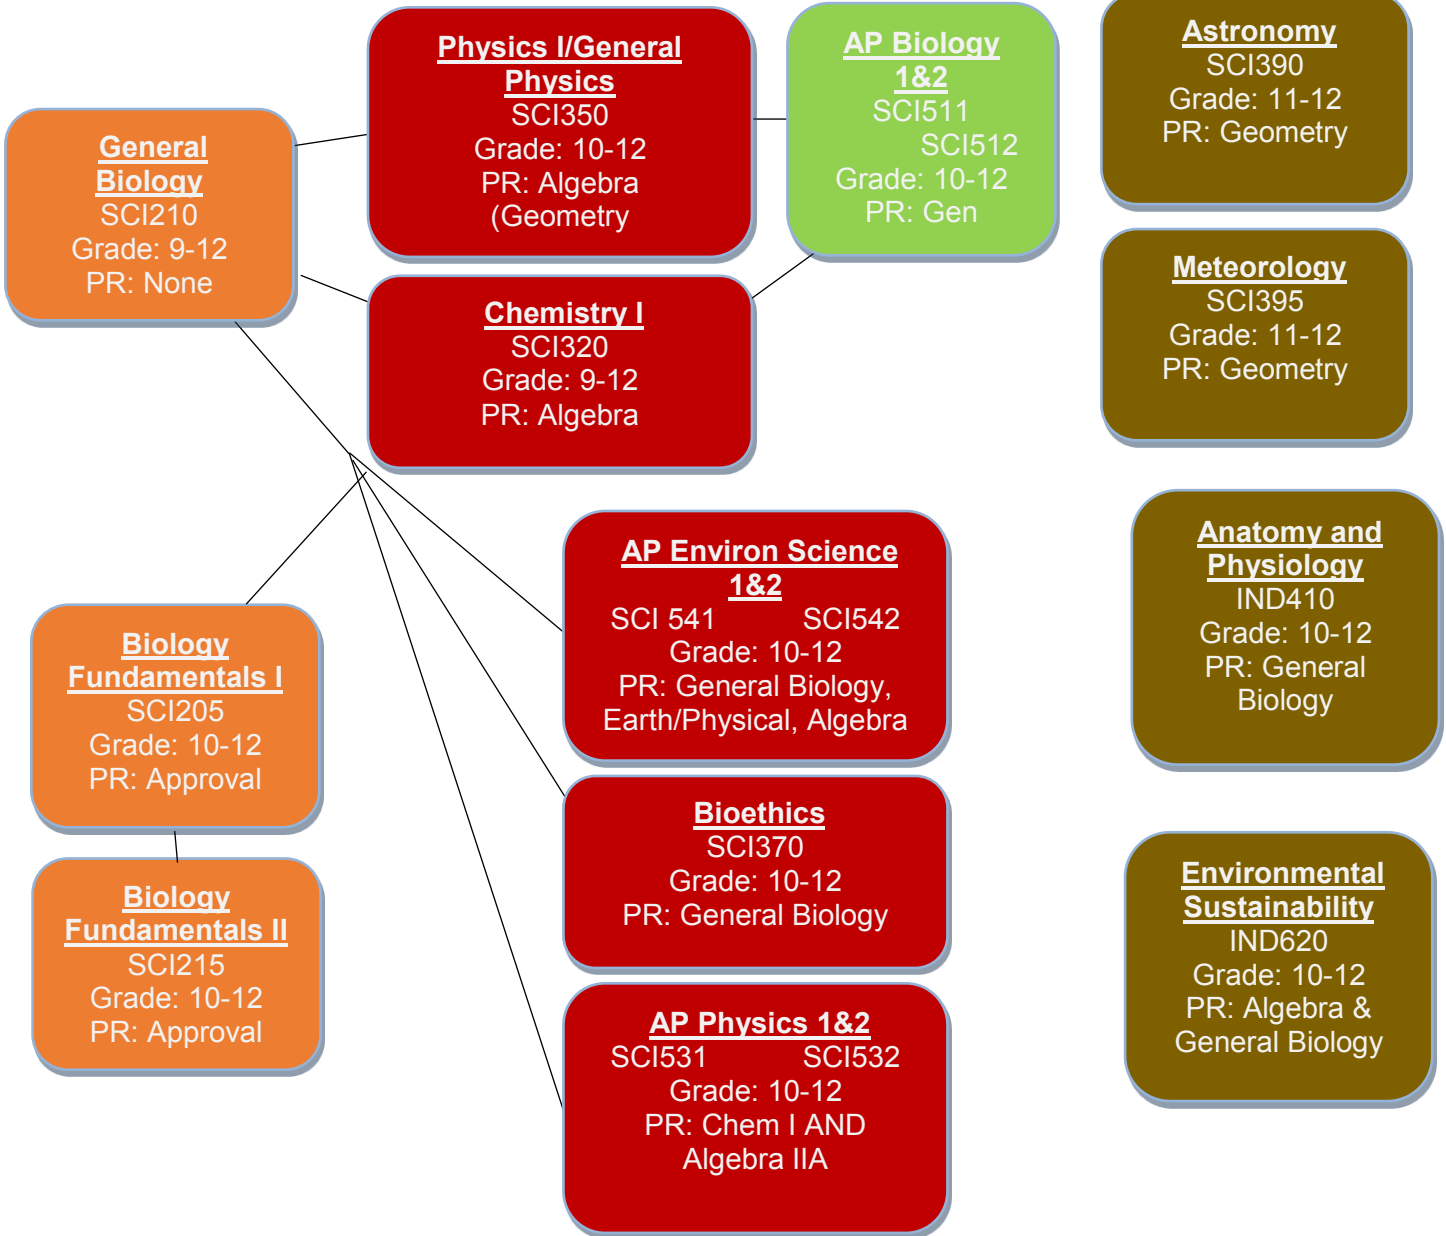 General
Biology
SCI210
Grade: 9-12
PR: None
Physics I/General
Physics
SCI350
Grade: 10-12
PR: Algebra
(Geometry
Chemistry I
SCI320
Grade: 9-12
PR: Algebra
AP Biology
1&2
SCI511
SCI512
Grade: 10-12
PR: Gen
Astronomy
SCI390
Grade: 11-12
PR: Geometry
Meteorology
SCI395
Grade: 11-12
PR: Geometry
Biology
Fundamentals I
SCI205
Grade: 10-12
PR: Approval
Biology
Fundamentals II
SCI215
Grade: 10-12
PR: Approval
AP Environ Science
1&2
SCI 541 SCI542
Grade: 10-12
PR: General Biology,
Earth/Physical, Algebra
Bioethics
SCI370
Grade: 10-12
PR: General Biology
AP Physics 1&2
SCI531 SCI532
Grade: 10-12
PR: Chem I AND
Algebra IIA
Anatomy and
Physiology
IND410
Grade: 10-12
PR: General
Biology
Environmental
Sustainability
IND620
Grade: 10-12
PR: Algebra &
General Biology